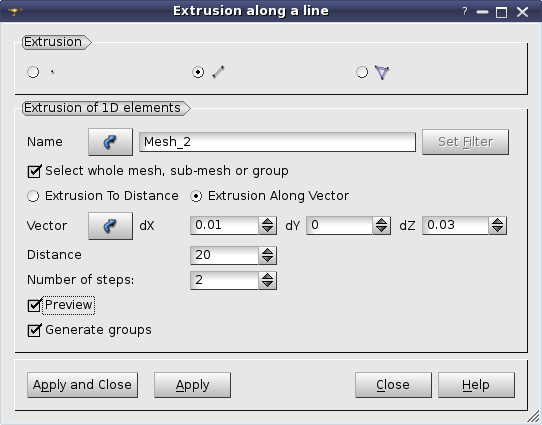 Extrusion along a line
?
Extrusion
Extrusion of 1D elements
Name Mesh_2 Set Filter
Select whole mesh, sub-mesh or group
Extrusion To Distance Extrusion Along Vector
Vector dX 0.01 dY 0 dZ 0.03
Distance 20
Number of steps: 2
Preview
Generate groups
Apply and Close Apply Close Help